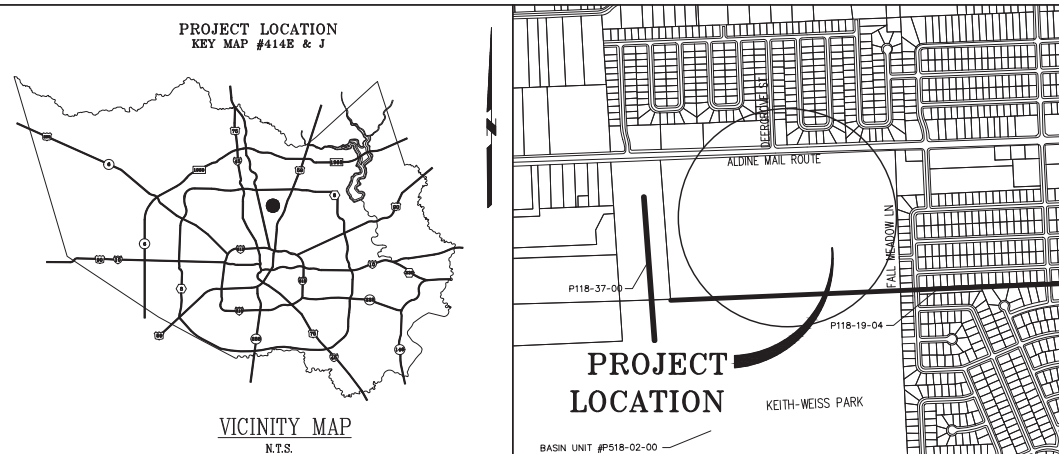 PROJECT LOCATION
KEY MAP #414E & J
VICINITY MAP
N.T.S.
DEERGROVE ST
ALDINE MAIL ROUTE
FALL MEADOW LN
P118-37-00
P118-19-04
PROJECT
LOCATION
KEITH-WEISS PARK
BASIN UNIT #P518-02-00